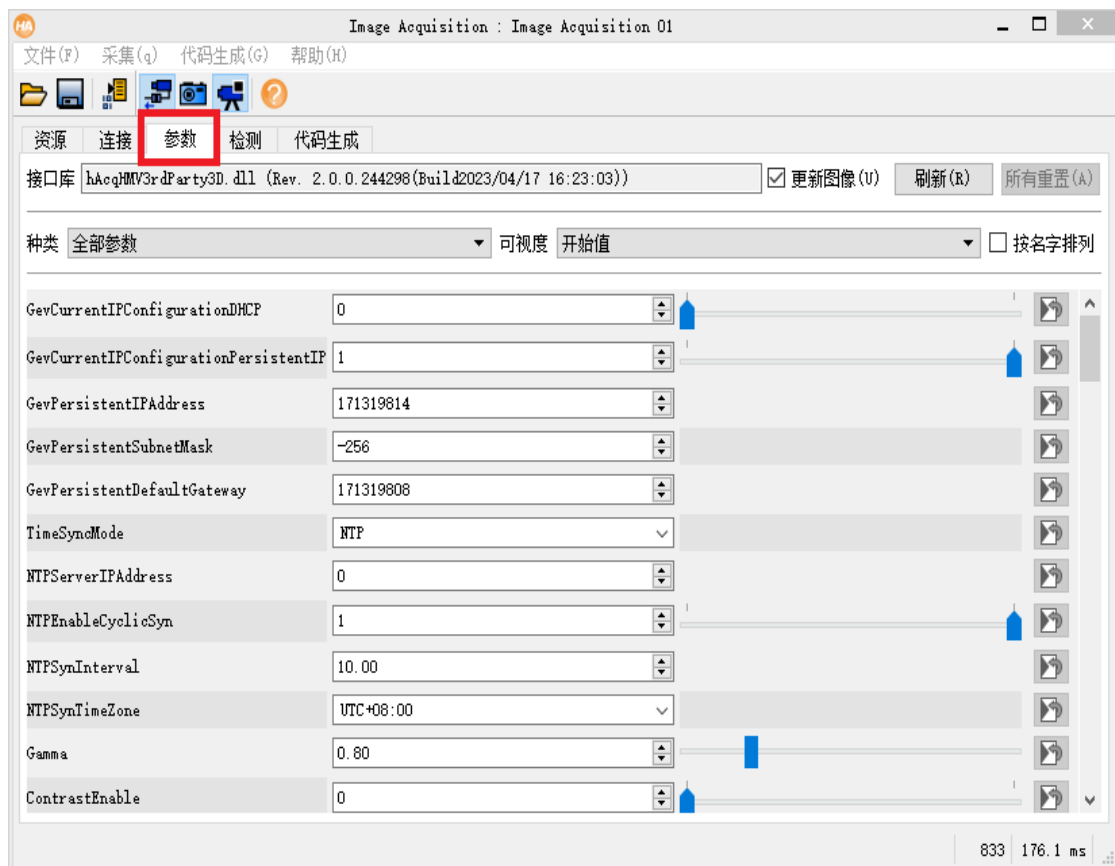 HA Image Acquisition : Image Acquisition 01
文件(F) 采集(q) 代码生成(G) 帮助(H)
资源 连接 参数 检测 代码生成
接口库 hAcqHMV3rdParty3D.dll (Rev. 2.0.0.244298(Build2023/04/17 16:23:03)) 更新图像(U) 刷新(R) 所有重置(A)
种类 全部参数 可视度 开始值 按名字排列
GevCurrentIPConfigurationDHCP 0
GevCurrentIPConfigurationPersistentIP 1
GevPersistentIPAddress 171319814
GevPersistentSubnetMask -256
GevPersistentDefaultGateway 171319808
TimeSyncMode NTP
NTPServerIPAddress 0
NTPEnableCyclicSyn 1
NTPSynInterval 10.00
NTPSynTimeZone UTC+08:00
Gamma 0.80
ContrastEnable 0
833 176.1 ms